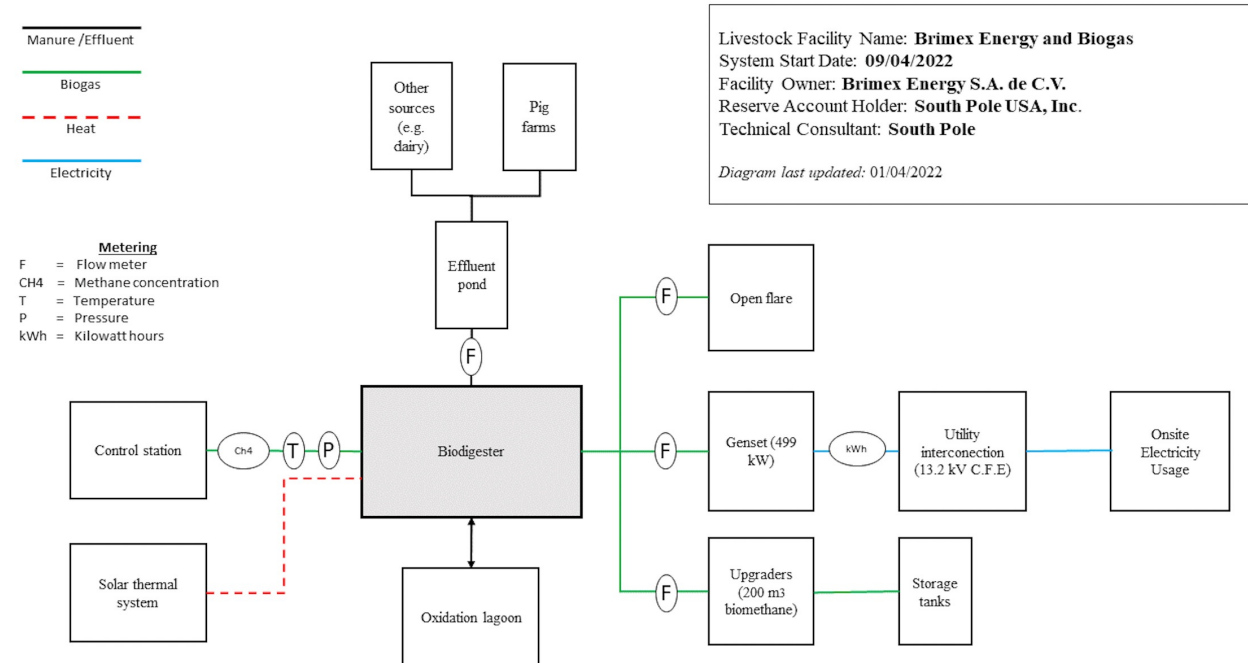 Manure /Effluent
Biogas
Heat
Electricity
Livestock Facility Name: Brimex Energy and Biogas
System Start Date: 09/04/2022
Facility Owner: Brimex Energy S.A. de C.V.
Reserve Account Holder: South Pole USA, Inc.
Technical Consultant: South Pole
Diagram last updated: 01/04/2022
Other
sources
(e.g.
dairy)
Pig
farms
Metering
F = Flow meter
CH4 = Methane concentration
T = Temperature
P = Pressure
kWh = Kilowatt hours
Effluent
pond
F
F
Open flare
Control station
Ch4
T
P
Biodigester
F
Genset (499
kW)
kWh
Utility
interconection
(13.2 kV C.F.E)
Onsite
Electricity
Usage
Solar thermal
system
Oxidation lagoon
F
Upgraders
(200 m3
biomethane)
Storage
tanks